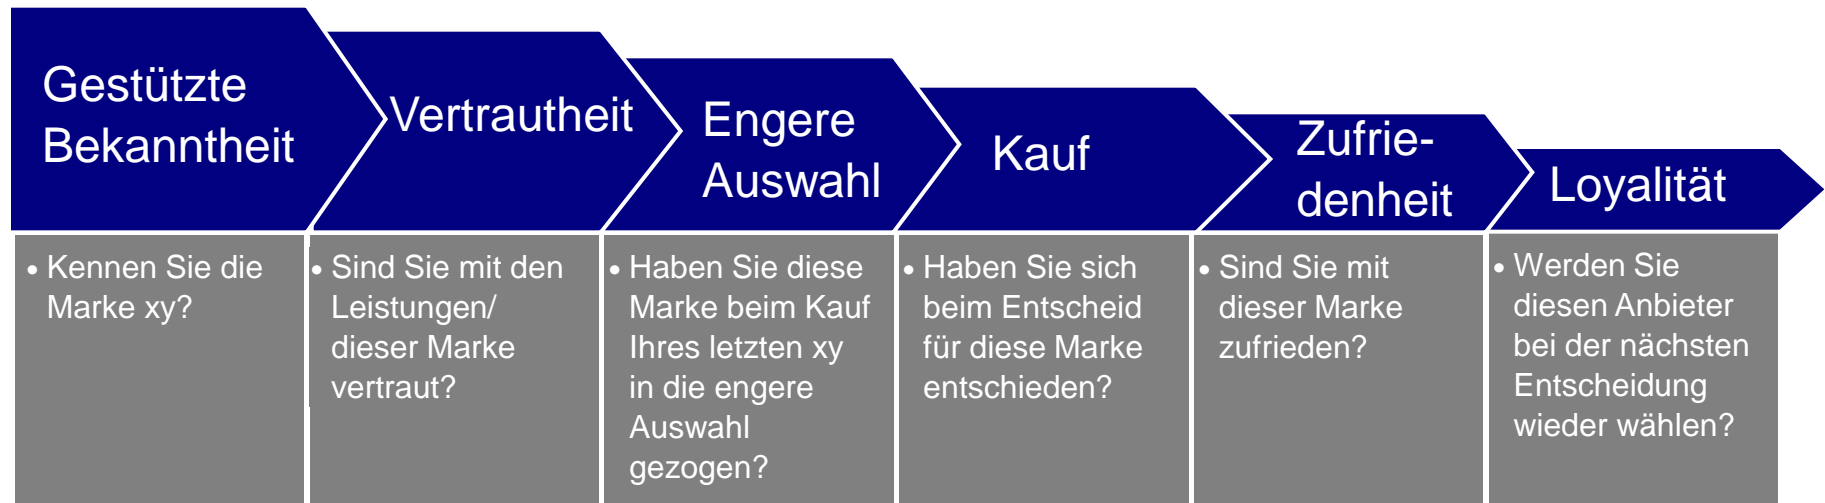 Gestützte
Bekanntheit
Vertrautheit
Engere
Auswahl
Kauf
Zufrie-
denheit
Loyalität
• Kennen Sie die
Marke xy?
• Sind Sie mit den
Leistungen/
dieser Marke
vertraut?
• Haben Sie diese
Marke beim Kauf
Ihres letzten xy
in die engere
Auswahl
gezogen?
• Haben Sie sich
beim Entscheid
für diese Marke
entschieden?
• Sind Sie mit
dieser Marke
zufrieden?
• Werden Sie
diesen Anbieter
bei der nächsten
Entscheidung
wieder wählen?